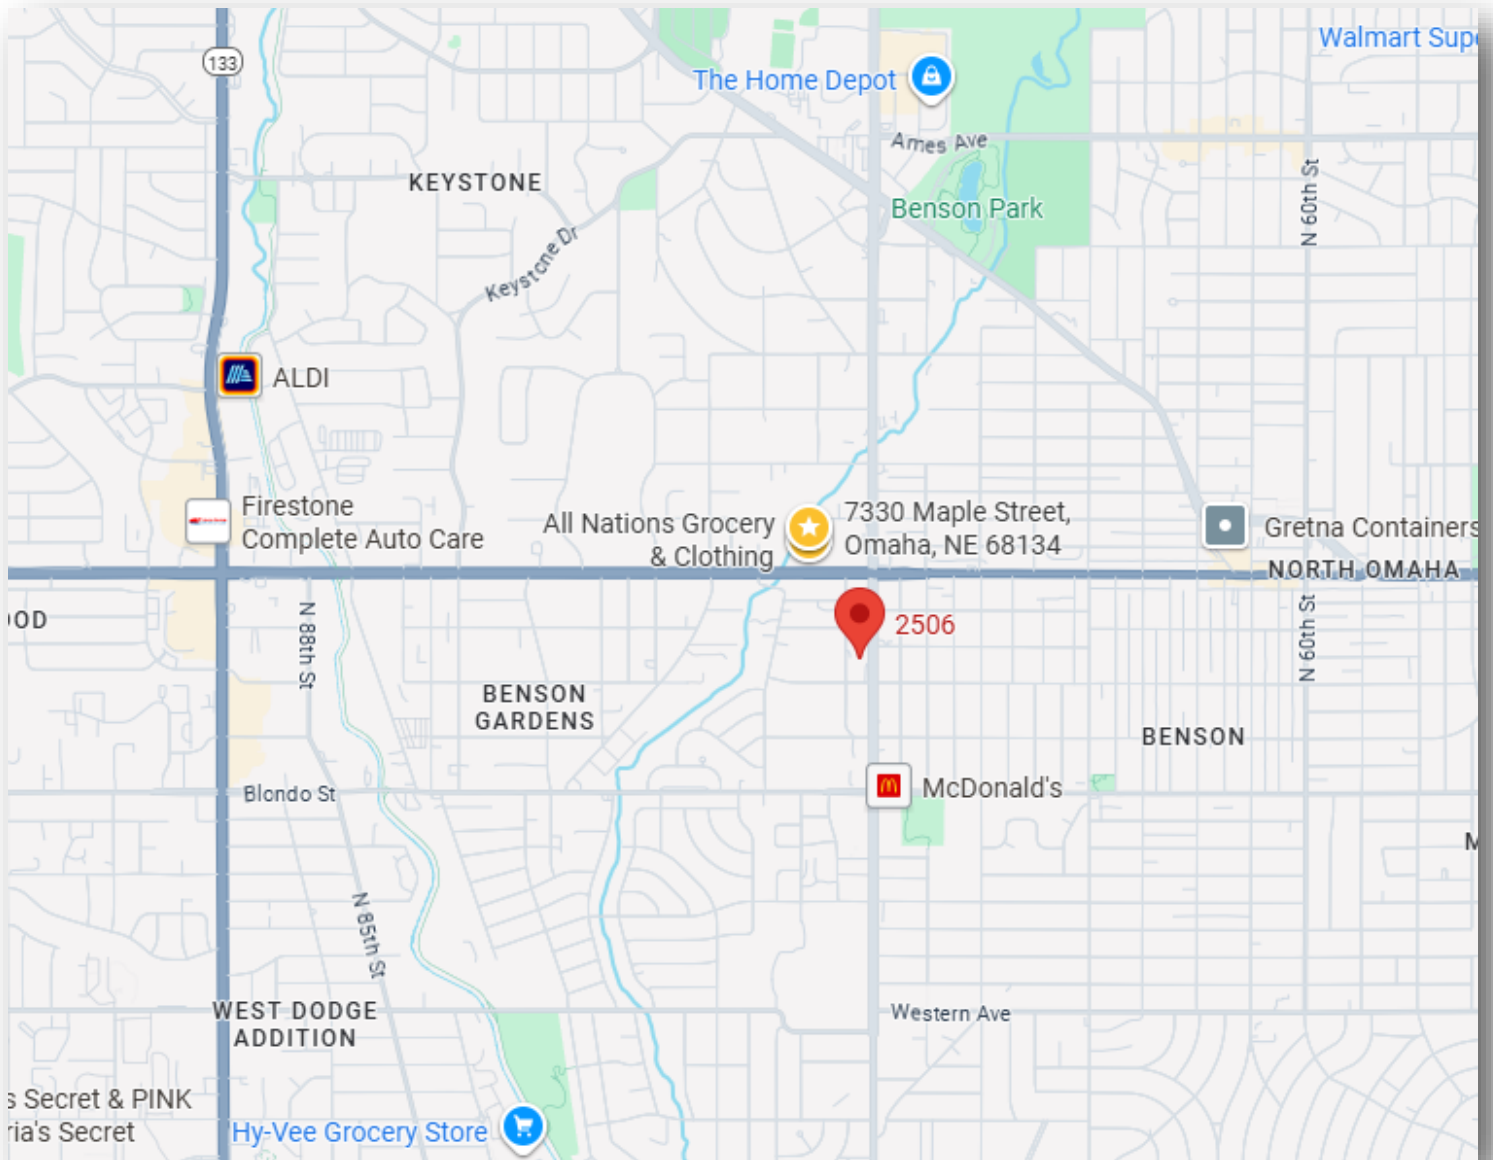 Walmart Supe
133
The Home Depot
Ames Ave
KEYSTONE
N 60th St
Benson Park
Keystone Dr
ALDI
Firestone
Complete Auto Care
All Nations Grocery
& Clothing
7330 Maple Street,
Omaha, NE 68134
Gretna Containers
NORTH OMAHA
OOD
N 88th St
2506
N 60th St
BENSON
GARDENS
BENSON
Blondo St
McDonald's
M
N 85th St
WEST DODGE
ADDITION
Western Ave
s Secret & PINK
ria's Secret
Hy-Vee Grocery Store